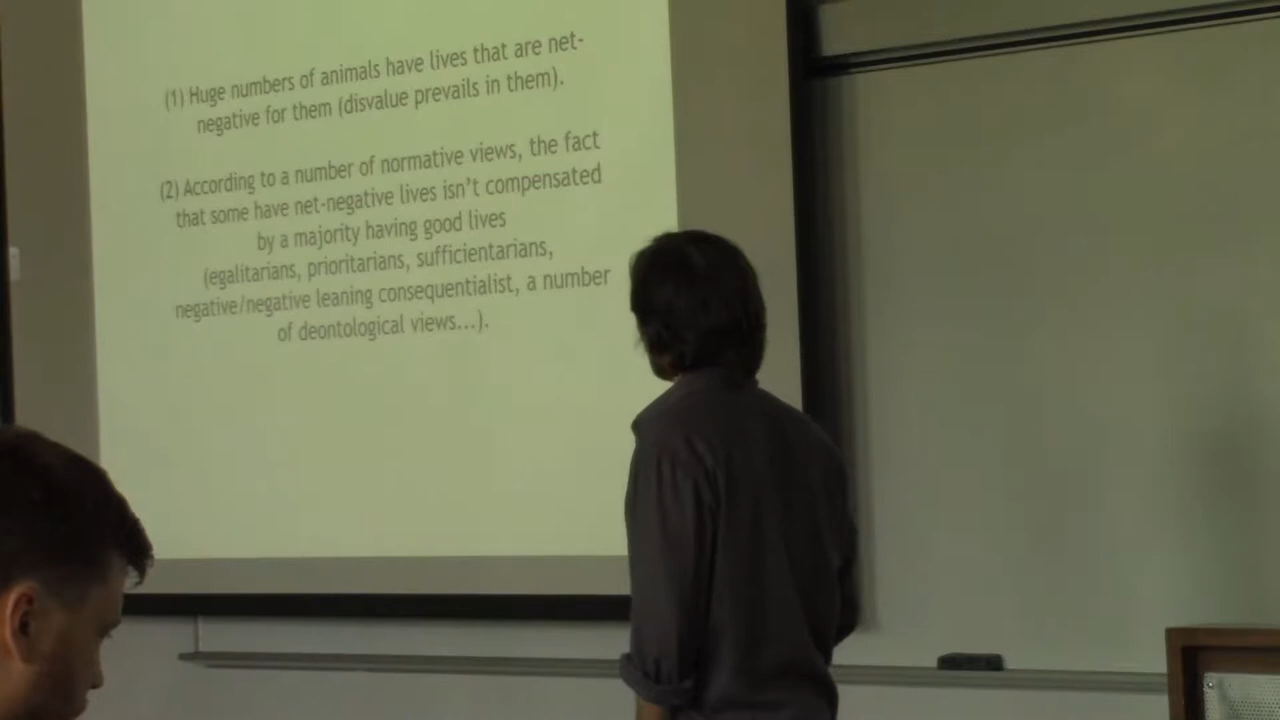 (1) Huge numbers of animals have lives that are net-
negative for them (disvalue prevails in them).
(2) According to a number of normative views, the fact
that some have net-negative lives isn't compensated
by a majority having good lives
(egalitarians, prioritarians, sufficientarians,
negative/negative leaning consequentialist, a number
of deontological views...).